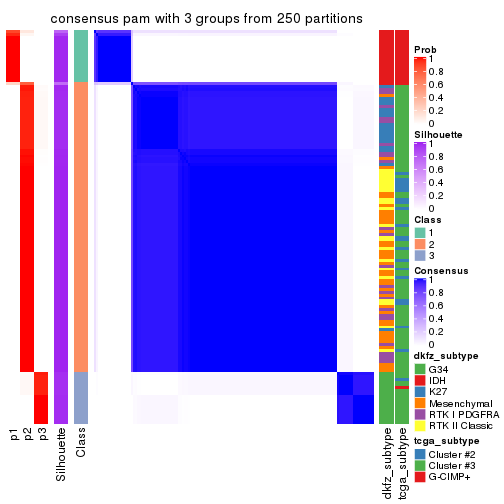 consensus pam with 3 groups from 250 partitions
Prob
1
0.8
0.6
0.4
0.2
0
Silhouette
1
0.8
0.6
0.4
0.2
0
Class
1
2
3
Consensus
1
0.8
0.6
0.4
0.2
0
dkfz_subtype
G34
IDH
K27
Mesenchymal
RTK I PDGFRA
RTK II Classic
tcga_subtype
Cluster #2
Cluster #3
G-CIMP+
p1
p2
p3
Silhouette
Class
dkfz_subtype
tcga_subtype